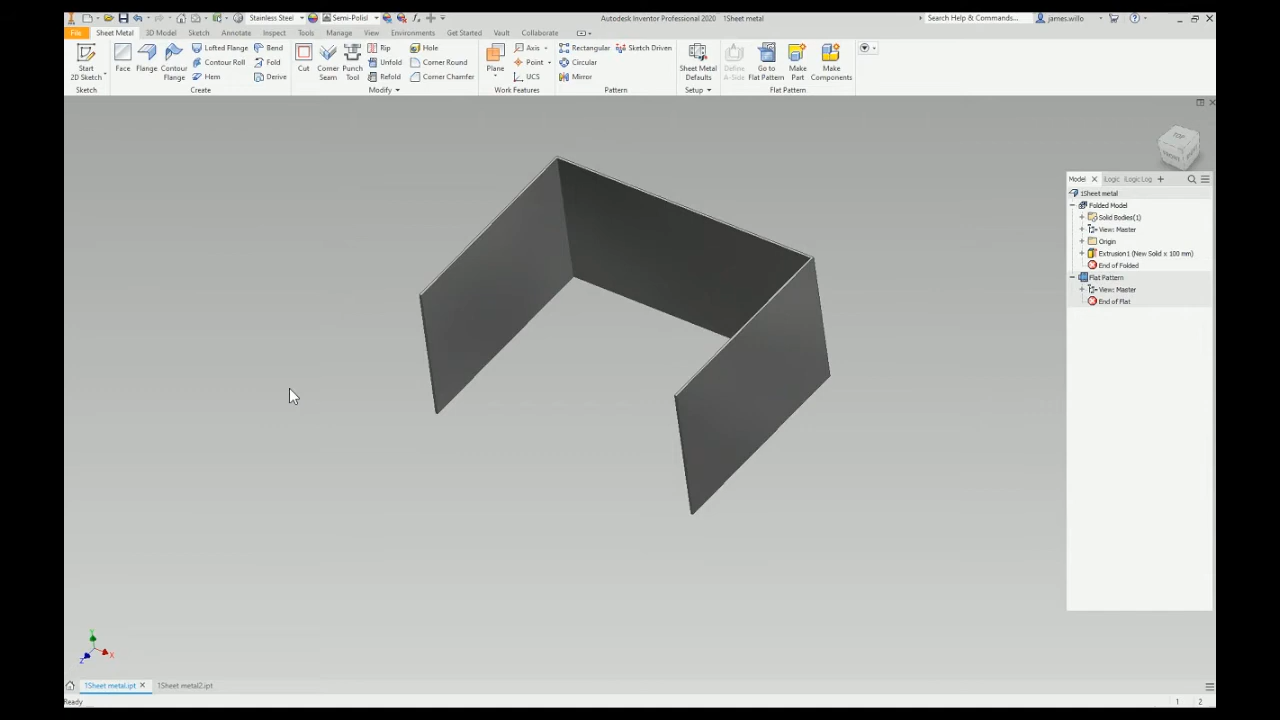 Stainless Steel Semi-Polisl Autodesk Inventor Professional 2020 1Sheet metal Search Help & Commands... james.willo
File Sheet Metal 3D Model Sketch Annotate Inspect Tools Manage View Environments Get Started Vault Collaborate
Start 2D Sketch
Face
Flange
Contour Flange
Lofted Flange
Contour Roll
Hem
Bend
Fold
Derive
Cut
Corner Seam
Punch Tool
Rip
Unfold
Refold
Hole
Corner Round
Corner Chamfer
Plane
Axis
Point
UCS
Rectangular
Circular
Mirror
Sketch Driven
Sheet Metal Defaults
Define A-Side
Go to Flat Pattern
Make Part
Make Components
Sketch Create Modify Work Features Pattern Setup Flat Pattern
TOP
FRONT
RIGHT
Model iLogic iLogic Log
1Sheet metal
Folded Model
Solid Bodies(1)
View: Master
Origin
Extrusion1 (New Solid x 100 mm)
End of Folded
Flat Pattern
View: Master
End of Flat
Y
X
Z
1Sheet metal.ipt 1Sheet metal2.ipt
Ready 1 2